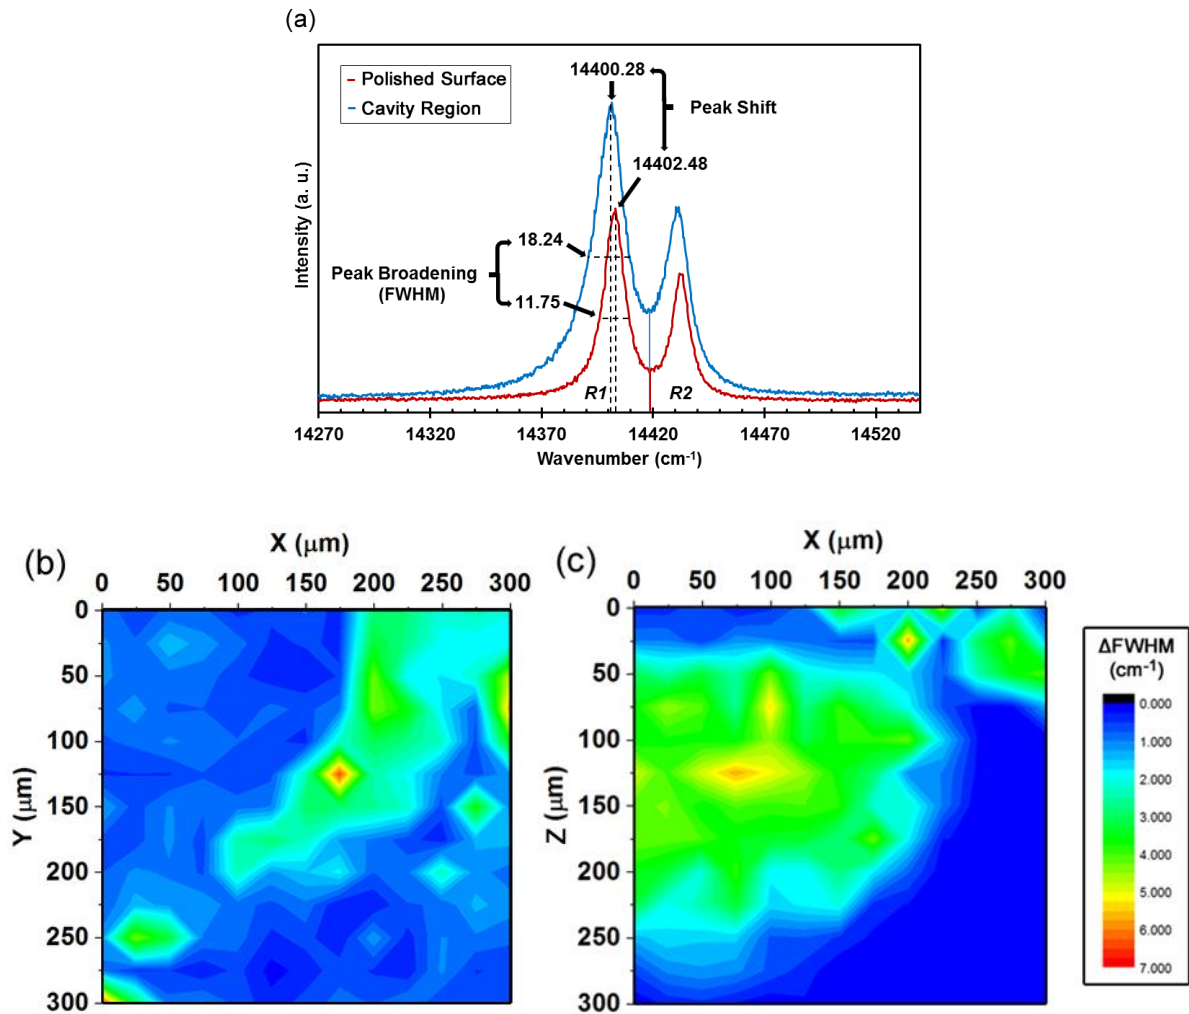 (a)
14400.28
Polished Surface
Cavity Region
Peak Shift
14402.48
Intensity (a. u.)
18.24
Peak Broadening
(FWHM)
11.75
R1
R2
14270
14320
14370
14420
14470
14520
Wavenumber (cm⁻¹)
(b)
X (μm)
0 50 100 150 200 250 300
Y (μm)
0
50
100
150
200
250
300
(c)
X (μm)
0 50 100 150 200 250 300
Z (μm)
0
50
100
150
200
250
300
ΔFWHM
(cm⁻¹)
0.000
1.000
2.000
3.000
4.000
5.000
6.000
7.000